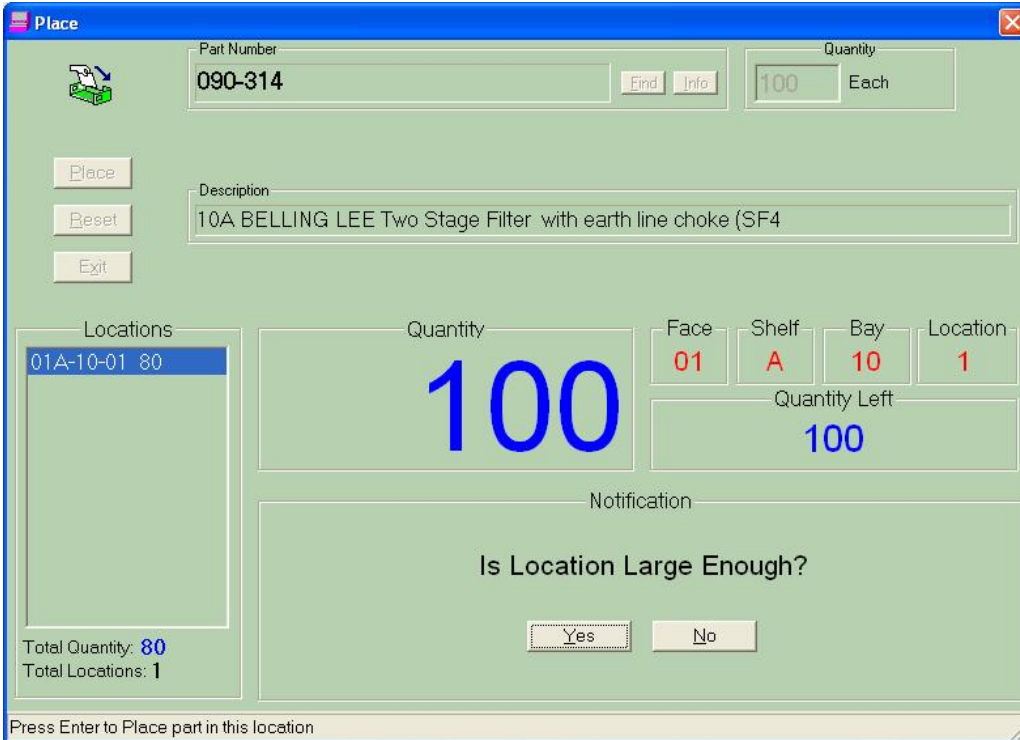 Place
Part Number
090-314
Find
Info
Quantity
100
Each
Place
Reset
Exit
Description
10A BELLING LEE Two Stage Filter with earth line choke (SF4
Locations
01A-10-01 80
Total Quantity: 80
Total Locations: 1
Quantity
100
Face
01
Shelf
A
Bay
10
Location
1
Quantity Left
100
Notification
Is Location Large Enough?
Yes
No
Press Enter to Place part in this location